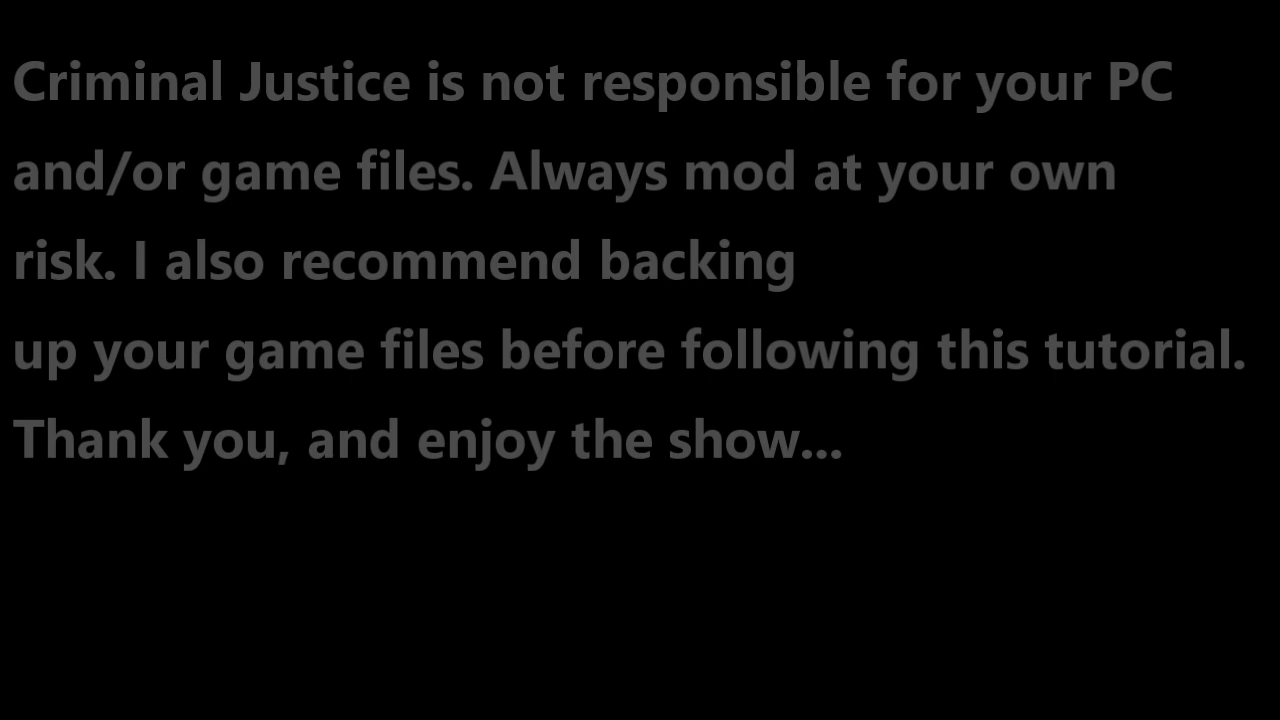 Criminal Justice is not responsible for your PC
and/or game files. Always mod at your own
risk. I also recommend backing
up your game files before following this tutorial.
Thank you, and enjoy the show...